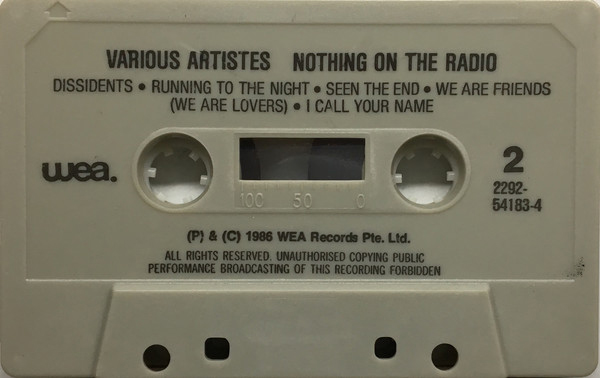 VARIOUS ARTISTES NOTHING ON THE RADIO
DISSIDENTS • RUNNING TO THE NIGHT • SEEN THE END • WE ARE FRIENDS
(WE ARE LOVERS) • I CALL YOUR NAME
wea.
2
2292-
54183-4
100 50 0
(P) & (C) 1986 WEA Records Pte. Ltd.
ALL RIGHTS RESERVED. UNAUTHORISED COPYING PUBLIC
PERFORMANCE BROADCASTING OF THIS RECORDING FORBIDDEN